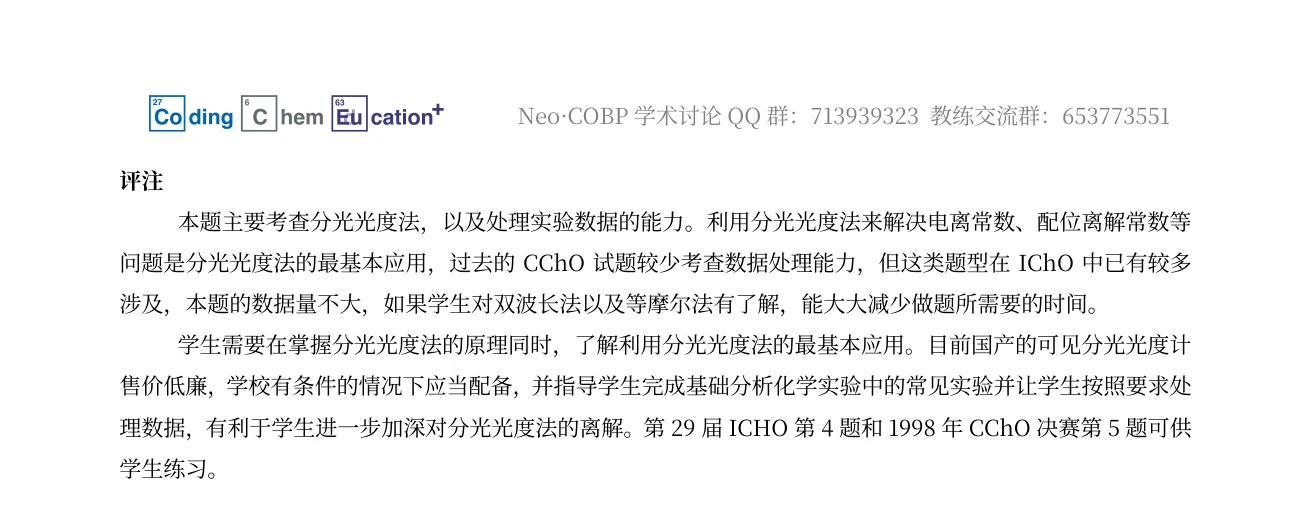 27 Coding 6 Chem 63 Eucation+ Neo·COBP 学术讨论 QQ 群：713939323 教练交流群：653773551
评注
本题主要考查分光光度法，以及处理实验数据的能力。利用分光光度法来解决电离常数、配位离解常数等
问题是分光光度法的最基本应用，过去的 CChO 试题较少考查数据处理能力，但这类题型在 IChO 中已有较多
涉及，本题的数据量不大，如果学生对双波长法以及等摩尔法有了解，能大大减少做题所需要的时间。
学生需要在掌握分光光度法的原理同时，了解利用分光光度法的最基本应用。目前国产的可见分光光度计
售价低廉，学校有条件的情况下应当配备，并指导学生完成基础分析化学实验中的常见实验并让学生按照要求处
理数据，有利于学生进一步加深对分光光度法的离解。第 29 届 ICHO 第 4 题和 1998 年 CChO 决赛第 5 题可供
学生练习。